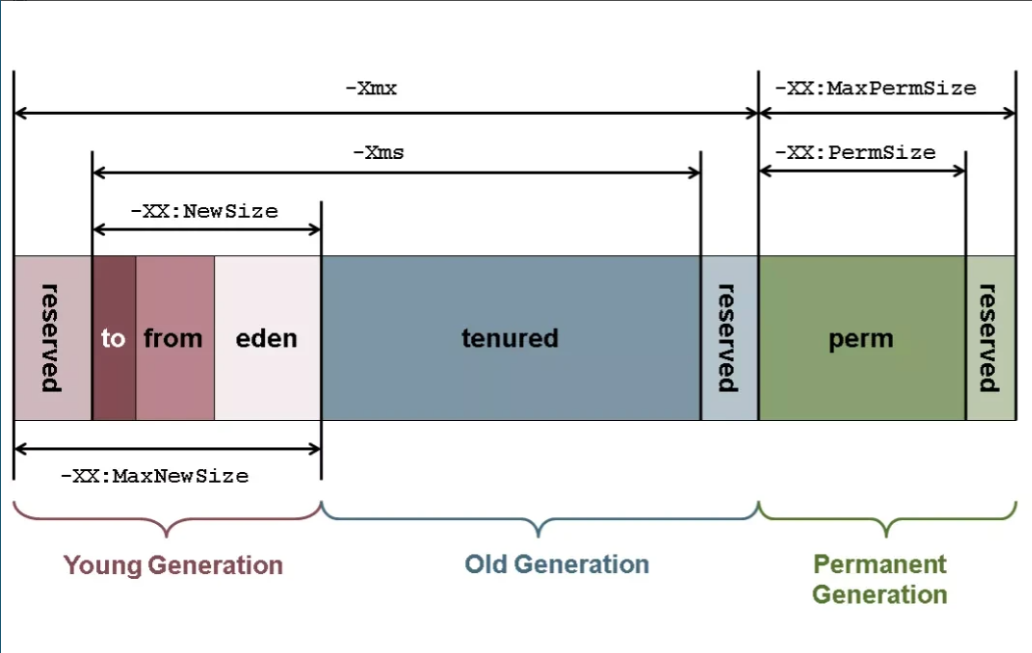 -Xmx
-XX:MaxPermSize
-Xms
-XX:PermSize
-XX:NewSize
reserved
to
from
eden
tenured
reserved
perm
reserved
-XX:MaxNewSize
Young Generation
Old Generation
Permanent
Generation